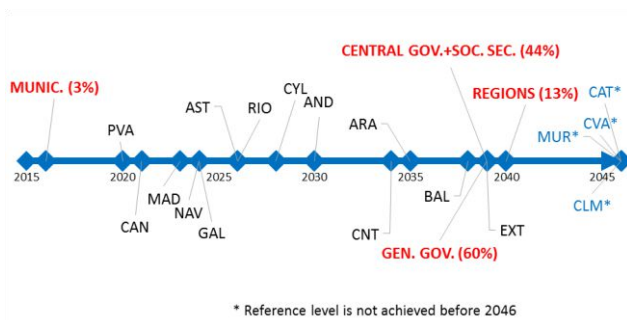 CENTRAL GOV.+SOC. SEC. (44%)
MUNIC. (3%)
REGIONS (13%)
CAT*
CYL
AND
AST
RIO
CVA*
PVA
ARA
MUR*
2015
2020
2025
2030
2035
2040
2045
MAD
BAL
CLM*
NAV
CAN
GAL
CNT
EXT
GEN. GOV. (60%)
* Reference level is not achieved before 2046